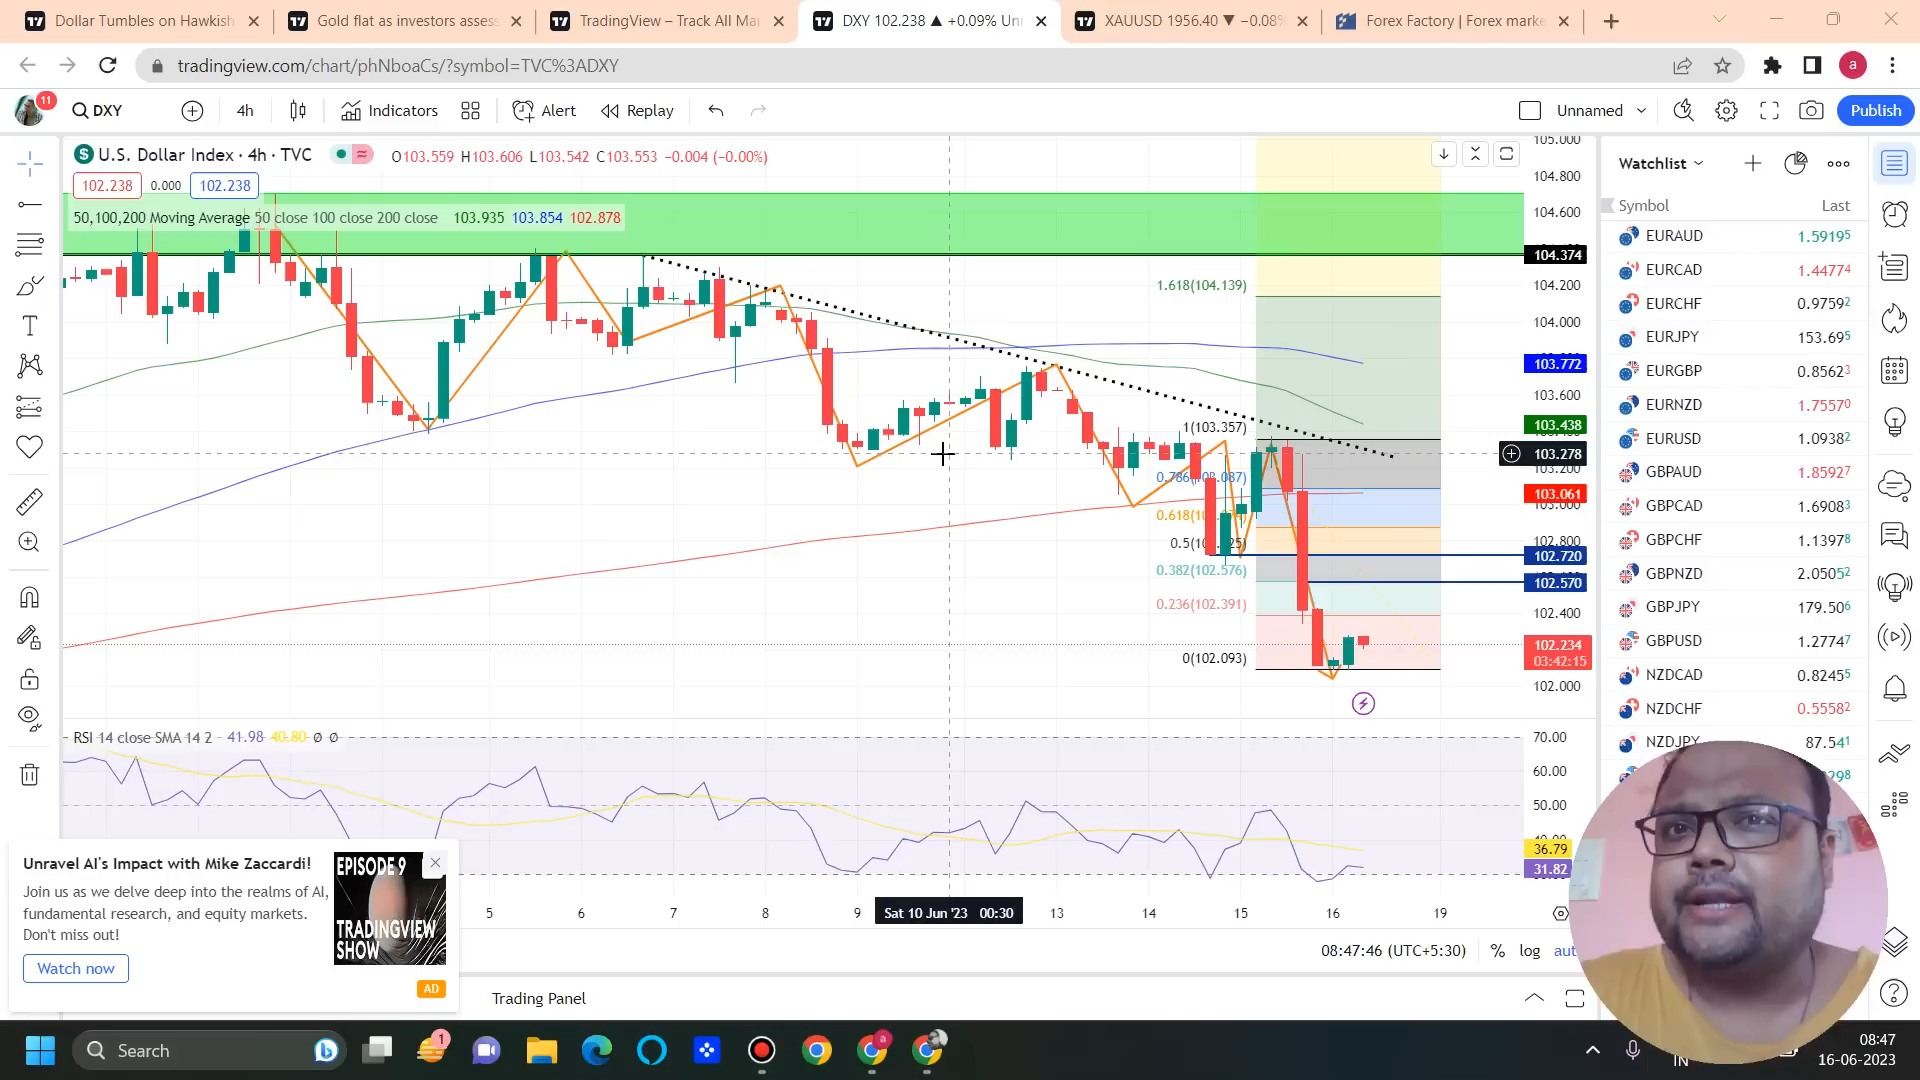 Dollar Tumbles on Hawkish
Gold flat as investors assess
TradingView – Track All Mar
DXY 102.238 ▲ +0.09% Un
XAUUSD 1956.40 ▼ −0.08%
Forex Factory | Forex marke
tradingview.com/chart/phNboaCs/?symbol=TVC%3ADXY
a
11
DXY
4h
Indicators
Alert
Replay
Unnamed
Publish
U.S. Dollar Index · 4h · TVC
O103.559 H103.606 L103.542 C103.553 −0.004 (−0.00%)
102.238
0.000
102.238
50,100,200 Moving Average 50 close 100 close 200 close 103.935 103.854 102.878
1.618(104.139)
1(103.357)
0.382(102.576)
0.236(102.391)
0(102.093)
105.000
104.800
104.600
104.374
104.200
104.000
103.772
103.600
103.438
103.278
103.200
103.061
103.000
102.800
102.720
102.570
102.400
102.234
03:42:15
102.000
RSI 14 close SMA 14 2 41.98 40.80 Ø Ø
70.00
60.00
50.00
40.00
36.79
31.82
5
6
7
8
9
Sat 10 Jun '23 00:30
13
14
15
16
19
08:47:46 (UTC+5:30)
%
log
aut
Trading Panel
Unravel AI's Impact with Mike Zaccardi!
Join us as we delve deep into the realms of AI,
fundamental research, and equity markets.
Don't miss out!
Watch now
EPISODE 9
TRADINGVIEW
SHOW
AD
Watchlist
Symbol Last
EURAUD 1.59195
EURCAD 1.44774
EURCHF 0.97592
EURJPY 153.695
EURGBP 0.85623
EURNZD 1.75570
EURUSD 1.09382
GBPAUD 1.85927
GBPCAD 1.69083
GBPCHF 1.13978
GBPNZD 2.05052
GBPJPY 179.506
GBPUSD 1.27747
NZDCAD 0.82455
NZDCHF 0.55582
NZDJPY 87.541
Search
1
a
IN
08:47
16-06-2023